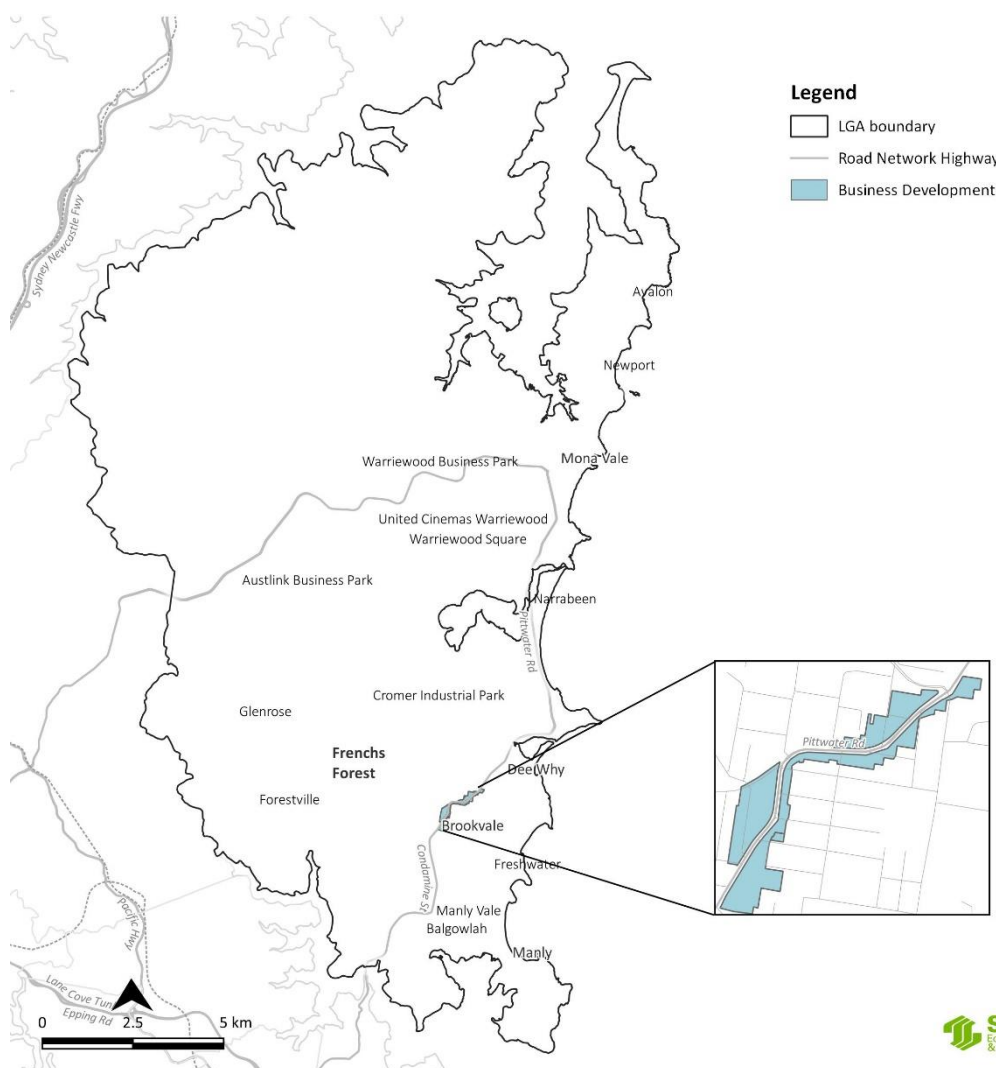 Legend
LGA boundary
Road Network Highway
Business Development
Sydney Newcastle Fwy
Avalon
Newport
Mona Vale
Warriewood Business Park
United Cinemas Warriewood
Warriewood Square
Austlink Business Park
Narrabeen
Pittwater Rd
Cromer Industrial Park
Glenrose
Frenchs
Forest
Dee Why
Forestville
Brookvale
Pittwater Rd
Freshwater
Condamine St
Manly Vale
Balgowlah
Manly
Pacific Hwy
Lane Cove Tun
Epping Rd
0 2.5 5 km